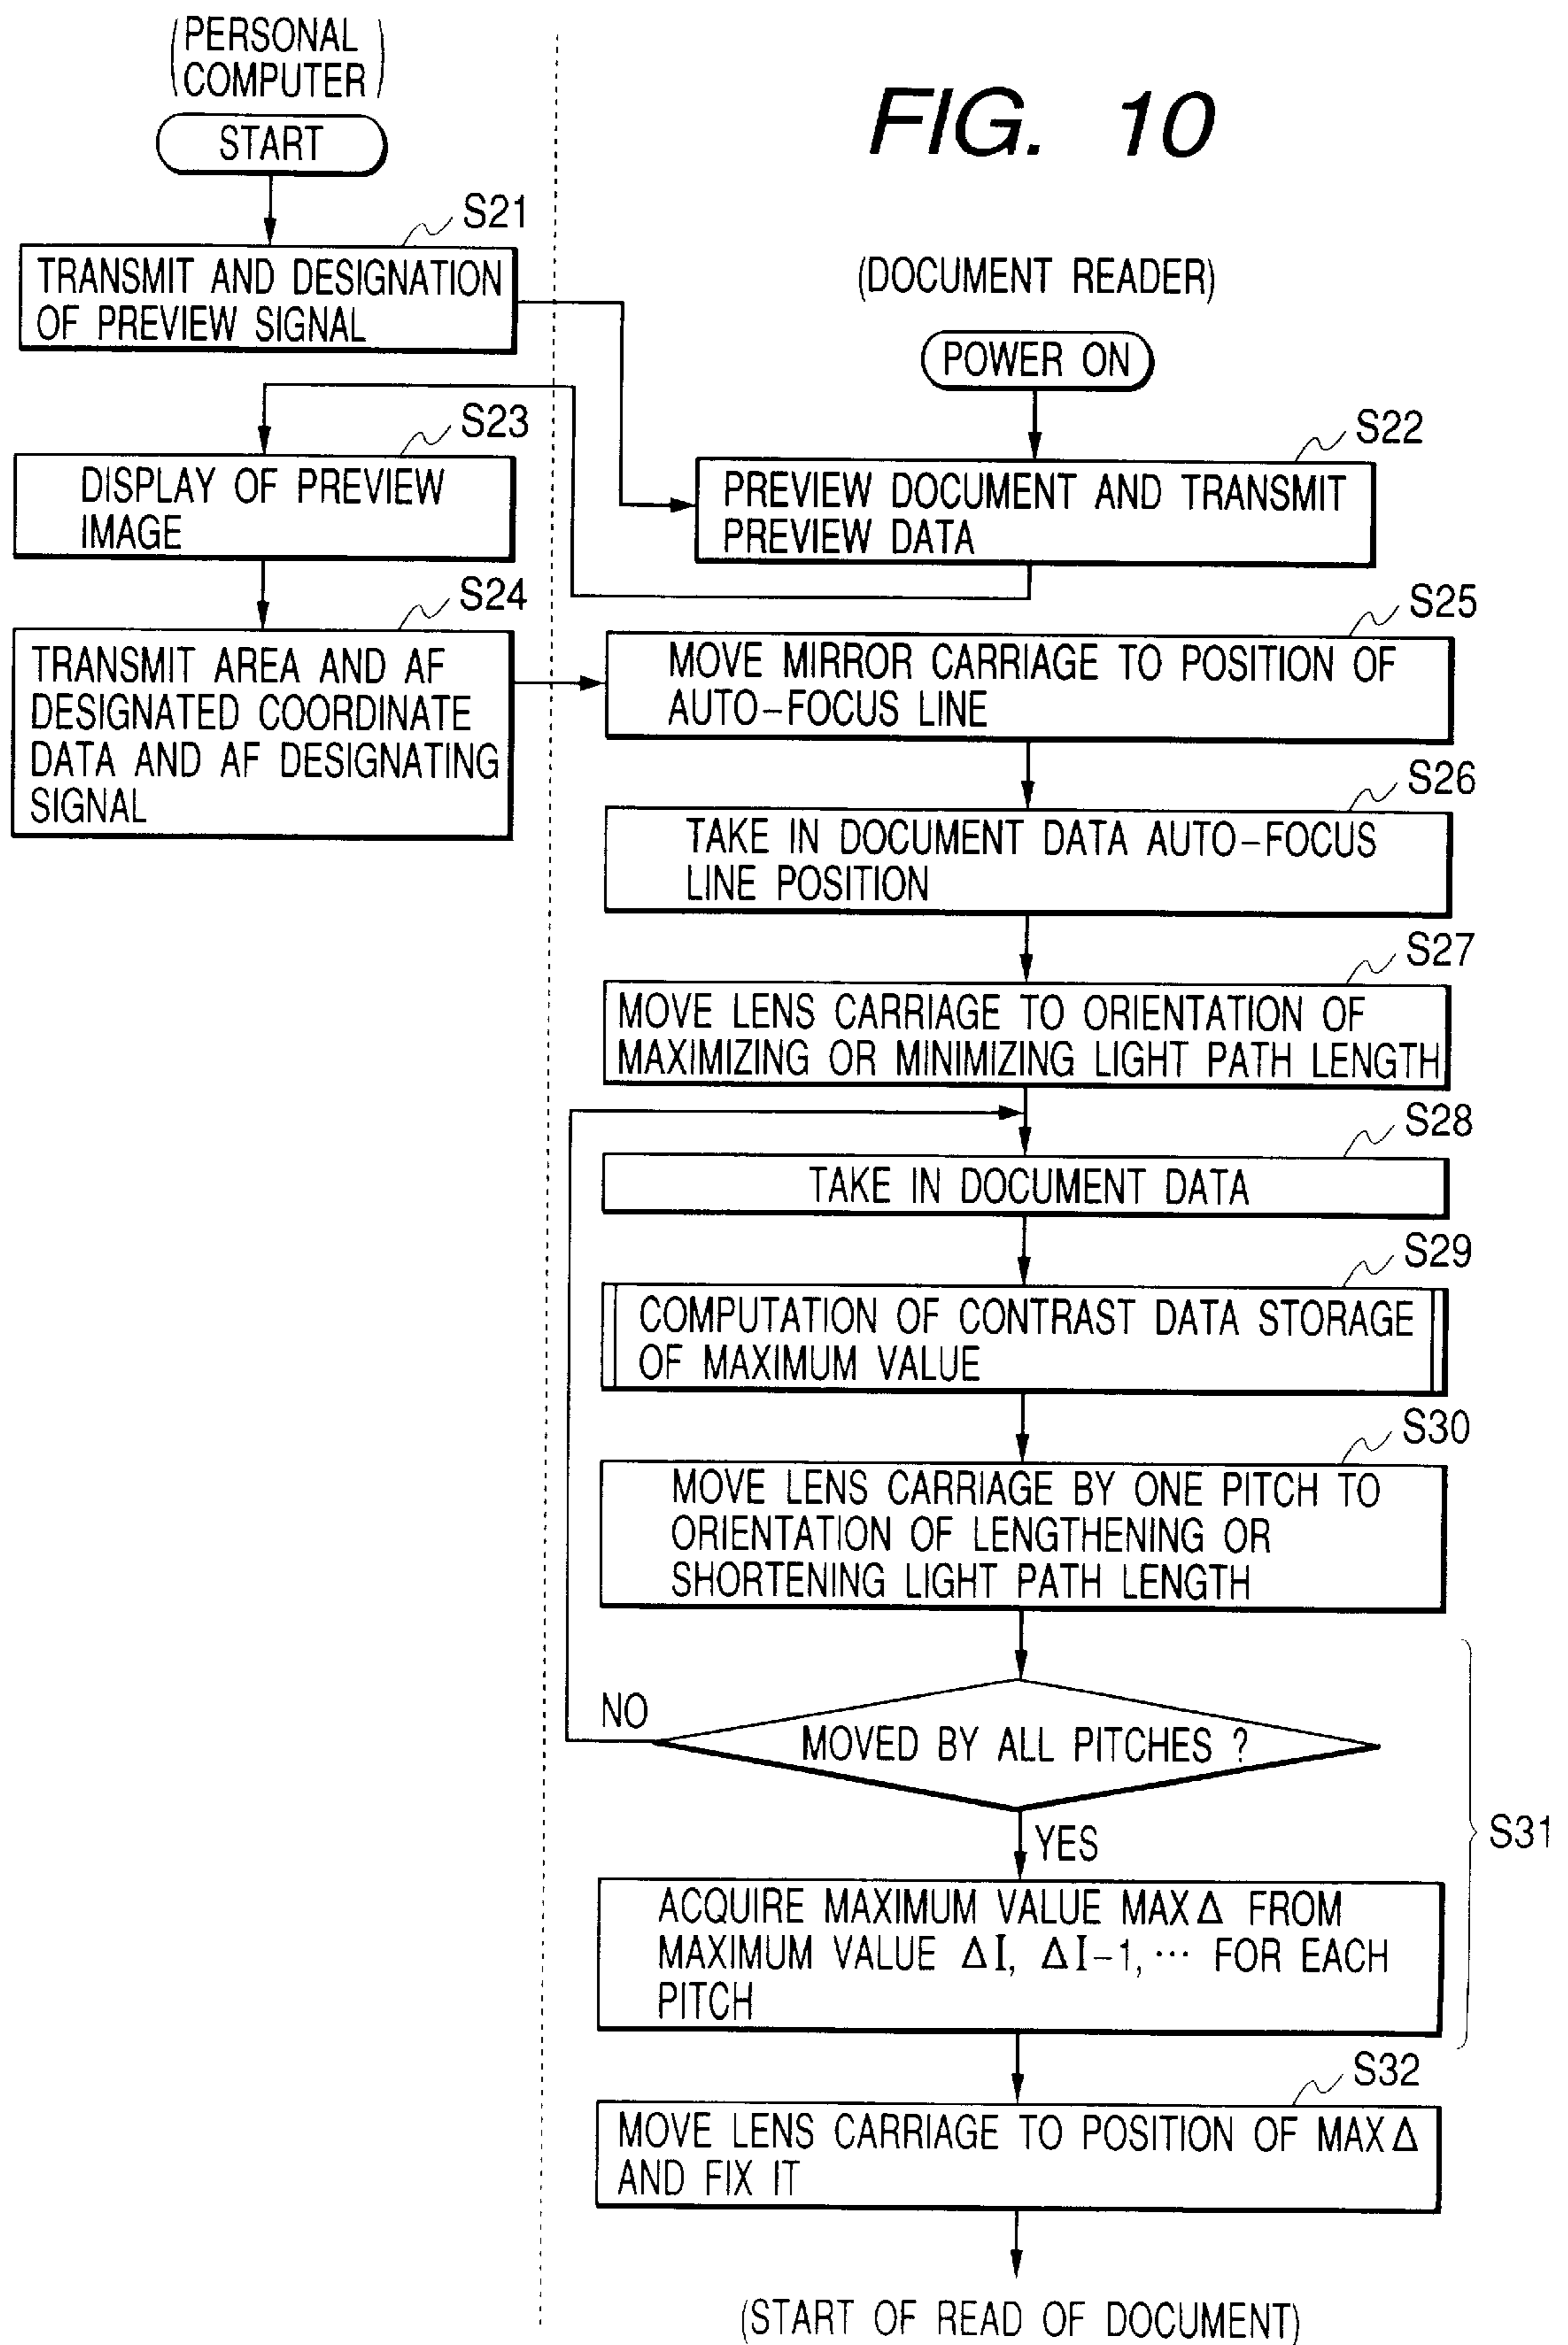 (PERSONAL
COMPUTER)
START
S21
TRANSMIT AND DESIGNATION
OF PREVIEW SIGNAL
S23
DISPLAY OF PREVIEW
IMAGE
S24
TRANSMIT AREA AND AF
DESIGNATED COORDINATE
DATA AND AF DESIGNATING
SIGNAL
FIG. 10
(DOCUMENT READER)
POWER ON
S22
PREVIEW DOCUMENT AND TRANSMIT
PREVIEW DATA
S25
MOVE MIRROR CARRIAGE TO POSITION OF
AUTO-FOCUS LINE
S26
TAKE IN DOCUMENT DATA AUTO-FOCUS
LINE POSITION
S27
MOVE LENS CARRIAGE TO ORIENTATION OF
MAXIMIZING OR MINIMIZING LIGHT PATH LENGTH
S28
TAKE IN DOCUMENT DATA
S29
COMPUTATION OF CONTRAST DATA STORAGE
OF MAXIMUM VALUE
S30
MOVE LENS CARRIAGE BY ONE PITCH TO
ORIENTATION OF LENGTHENING OR
SHORTENING LIGHT PATH LENGTH
NO
MOVED BY ALL PITCHES ?
YES
S31
ACQUIRE MAXIMUM VALUE MAX Δ FROM
MAXIMUM VALUE ΔI, ΔI-1, ··· FOR EACH
PITCH
S32
MOVE LENS CARRIAGE TO POSITION OF MAX Δ
AND FIX IT
(START OF READ OF DOCUMENT)